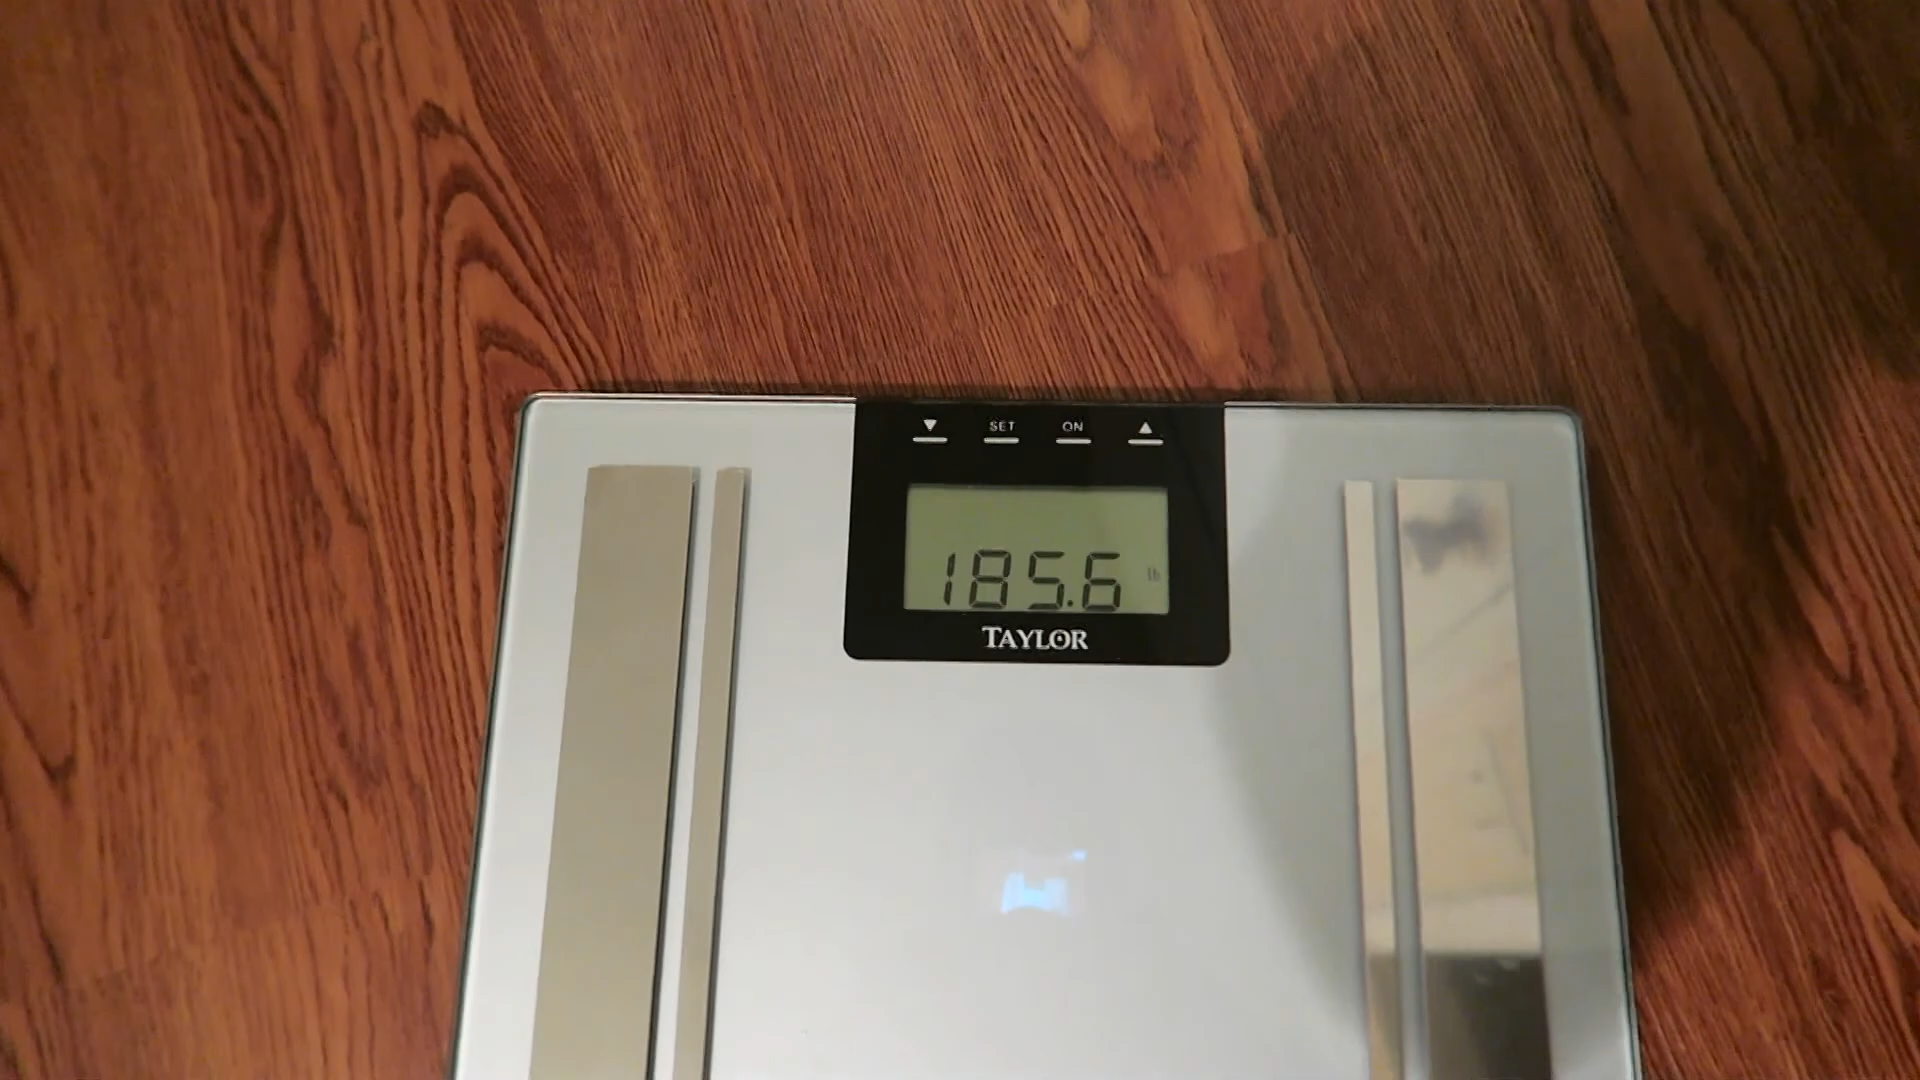 ▼ SET ON ▲
185.6 lb
TAYLOR